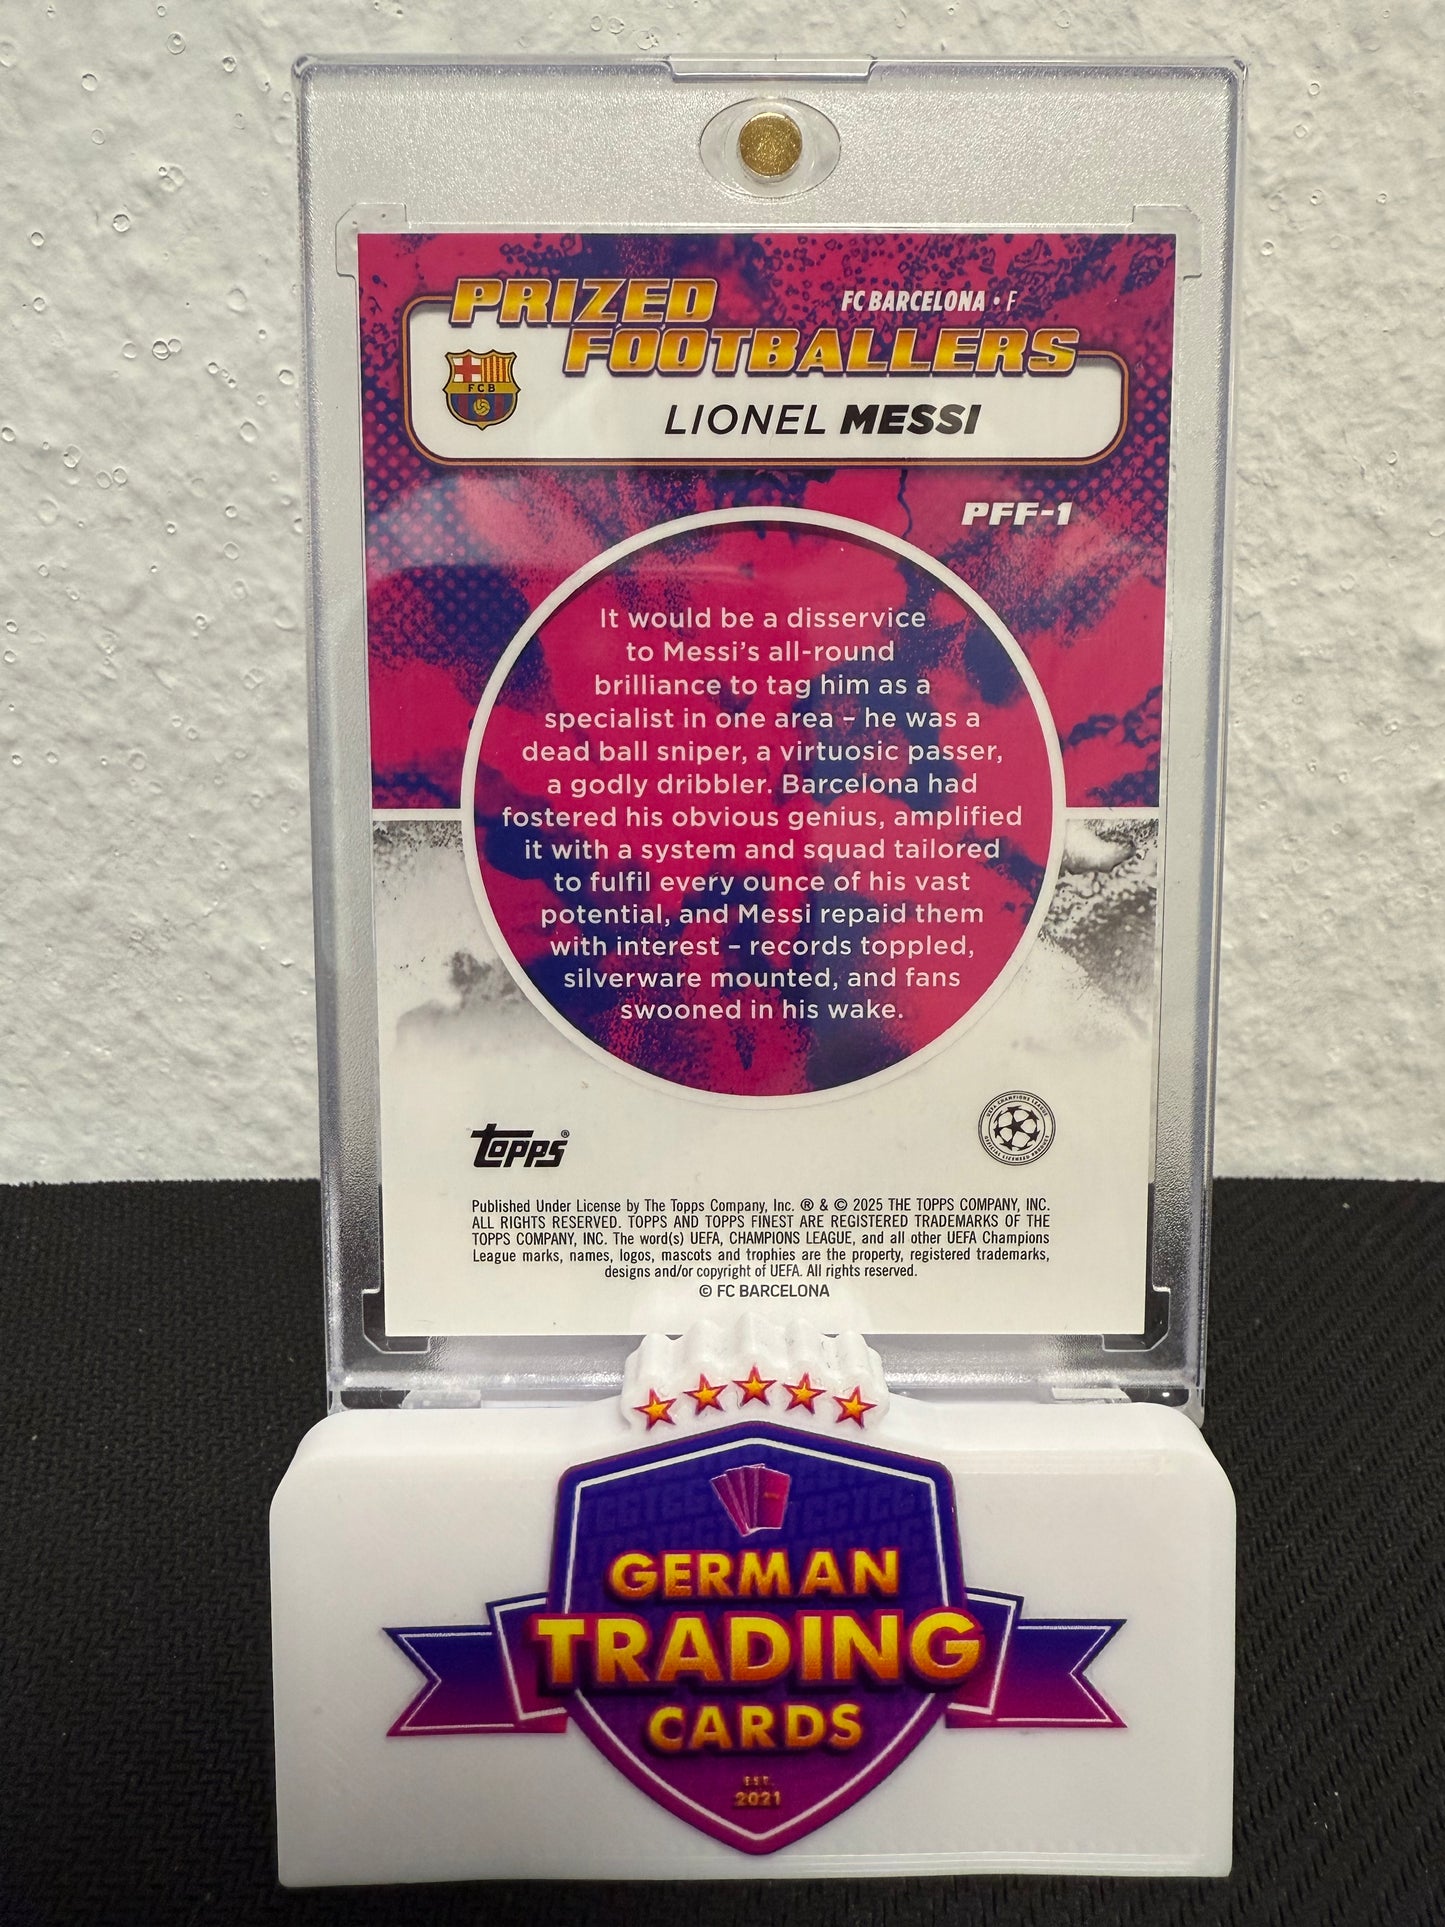 PRIZED
FC BARCELONA • F
FOOTBALLERS
FCB
LIONEL MESSI
PFF-1
It would be a disservice
to Messi's all-round
brilliance to tag him as a
specialist in one area – he was a
dead ball sniper, a virtuosic passer,
a godly dribbler. Barcelona had
fostered his obvious genius, amplified
it with a system and squad tailored
to fulfil every ounce of his vast
potential, and Messi repaid them
with interest – records toppled,
silverware mounted, and fans
swooned in his wake.
topps®
UEFA CHAMPIONS LEAGUE
OFFICIAL LICENSED PRODUCT
Published Under License by The Topps Company, Inc. ® & © 2025 THE TOPPS COMPANY, INC.
ALL RIGHTS RESERVED. TOPPS AND TOPPS FINEST ARE REGISTERED TRADEMARKS OF THE
TOPPS COMPANY, INC. The word(s) UEFA, CHAMPIONS LEAGUE, and all other UEFA Champions
League marks, names, logos, mascots and trophies are the property, registered trademarks,
designs and/or copyright of UEFA. All rights reserved.
© FC BARCELONA
GERMAN
TRADING
CARDS
EST.
2021